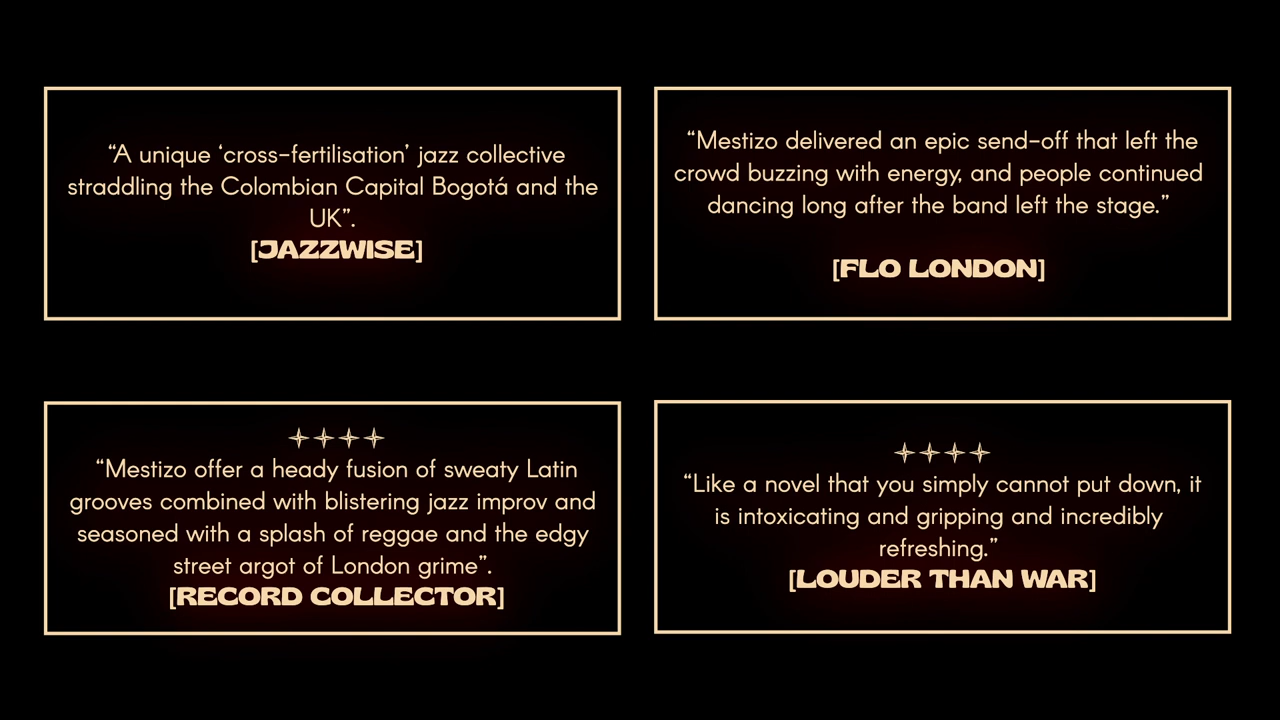 “A unique ‘cross-fertilisation’ jazz collective
straddling the Colombian Capital Bogotá and the
UK”.
[JAZZWISE]
“Mestizo delivered an epic send-off that left the
crowd buzzing with energy, and people continued
dancing long after the band left the stage.”
[FLO LONDON]
“Mestizo offer a heady fusion of sweaty Latin
grooves combined with blistering jazz improv and
seasoned with a splash of reggae and the edgy
street argot of London grime”.
[RECORD COLLECTOR]
“Like a novel that you simply cannot put down, it
is intoxicating and gripping and incredibly
refreshing.”
[LOUDER THAN WAR]